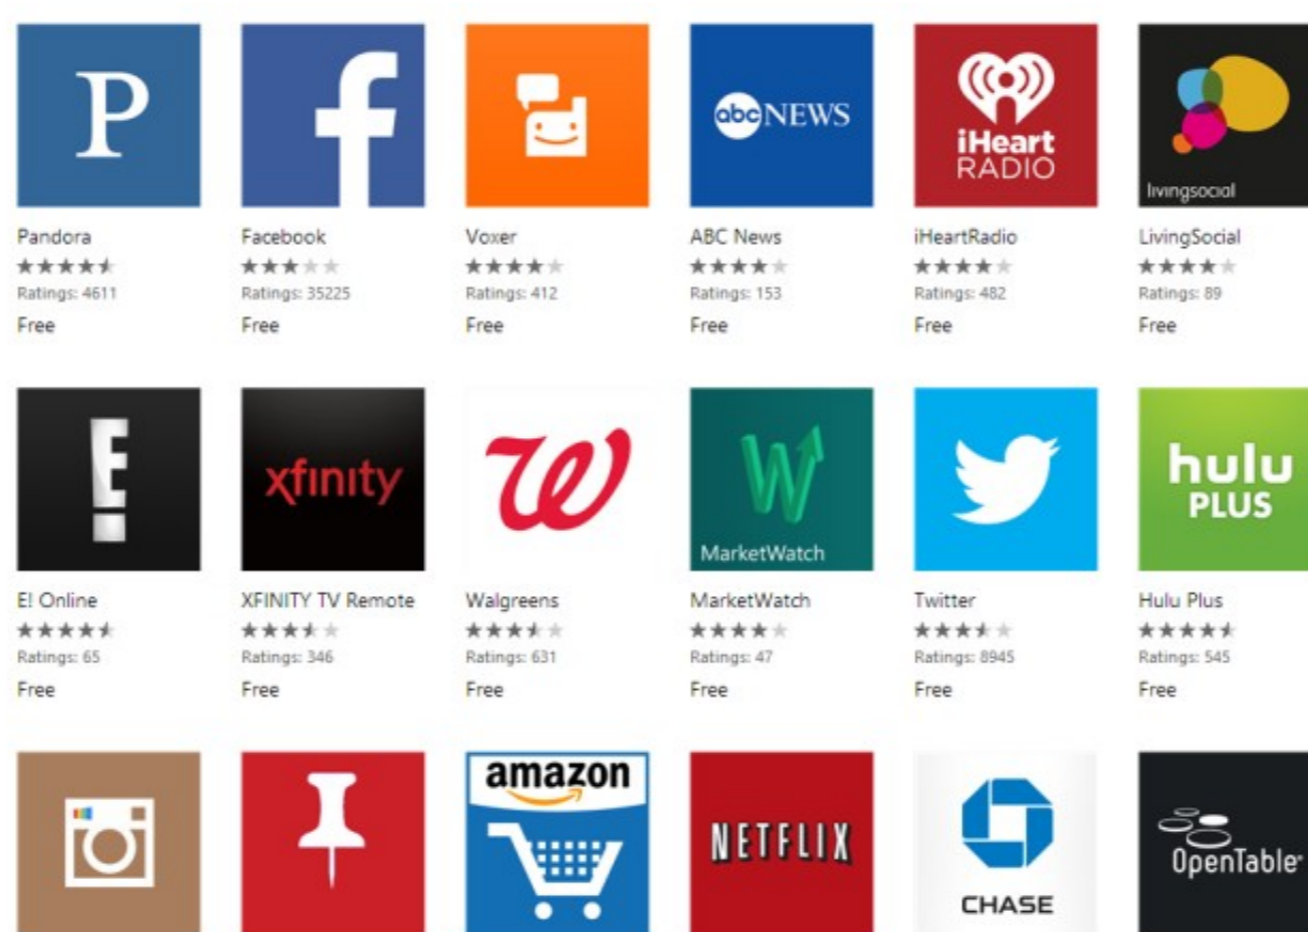 P
f
abc NEWS
iHeart
RADIO
livingsocial
Pandora
Facebook
Voxer
ABC News
iHeartRadio
LivingSocial
Ratings: 4611
Ratings: 35225
Ratings: 412
Ratings: 153
Ratings: 482
Ratings: 89
Free
Free
Free
Free
Free
Free
E!
xfinity
W
W
MarketWatch
hulu
PLUS
E! Online
XFINITY TV Remote
Walgreens
MarketWatch
Twitter
Hulu Plus
Ratings: 65
Ratings: 346
Ratings: 631
Ratings: 47
Ratings: 8945
Ratings: 545
Free
Free
Free
Free
Free
Free
amazon
NETFLIX
CHASE
OpenTable